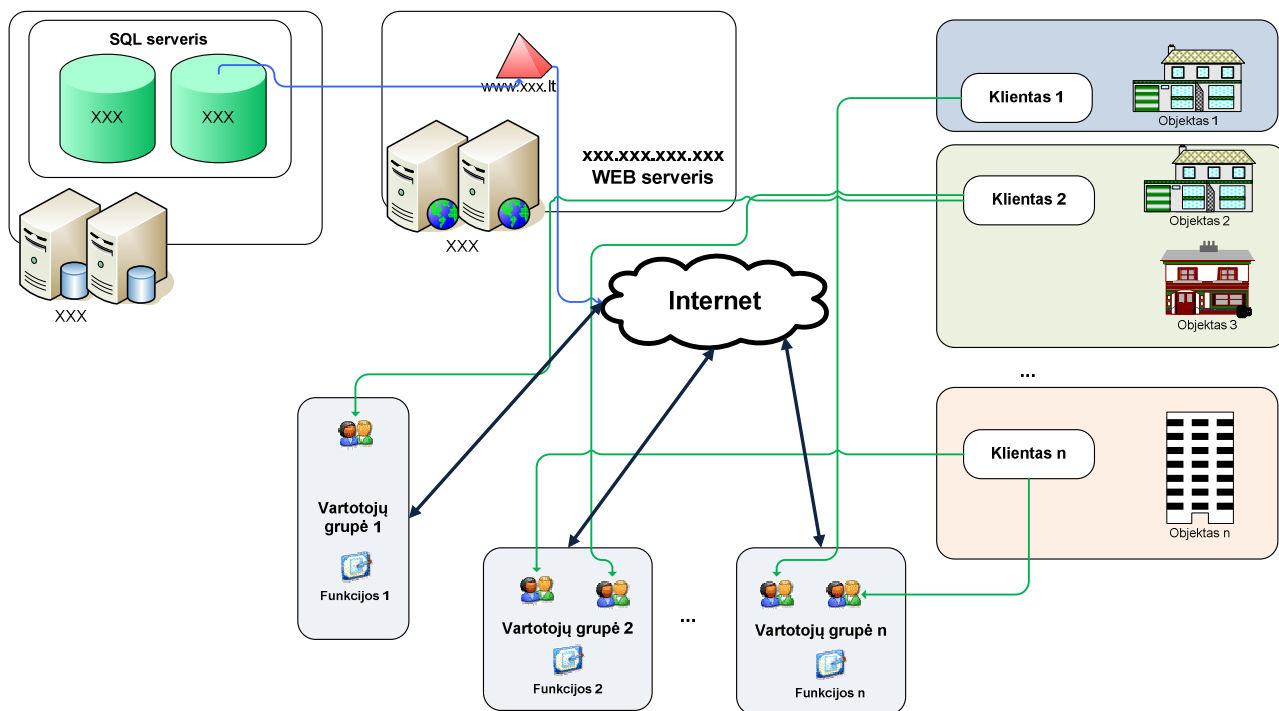 SQL serveris
XXX
XXX
XXX
www.xxx.lt
xxx.xxx.xxx.xxx
WEB serveris
XXX
Internet
Klientas 1
Objektas 1
Klientas 2
Objektas 2
Objektas 3
...
Klientas n
Objektas n
Vartotojų
grupė 1
Funkcijos 1
Vartotojų grupė 2
Funkcijos 2
...
Vartotojų grupė n
Funkcijos n